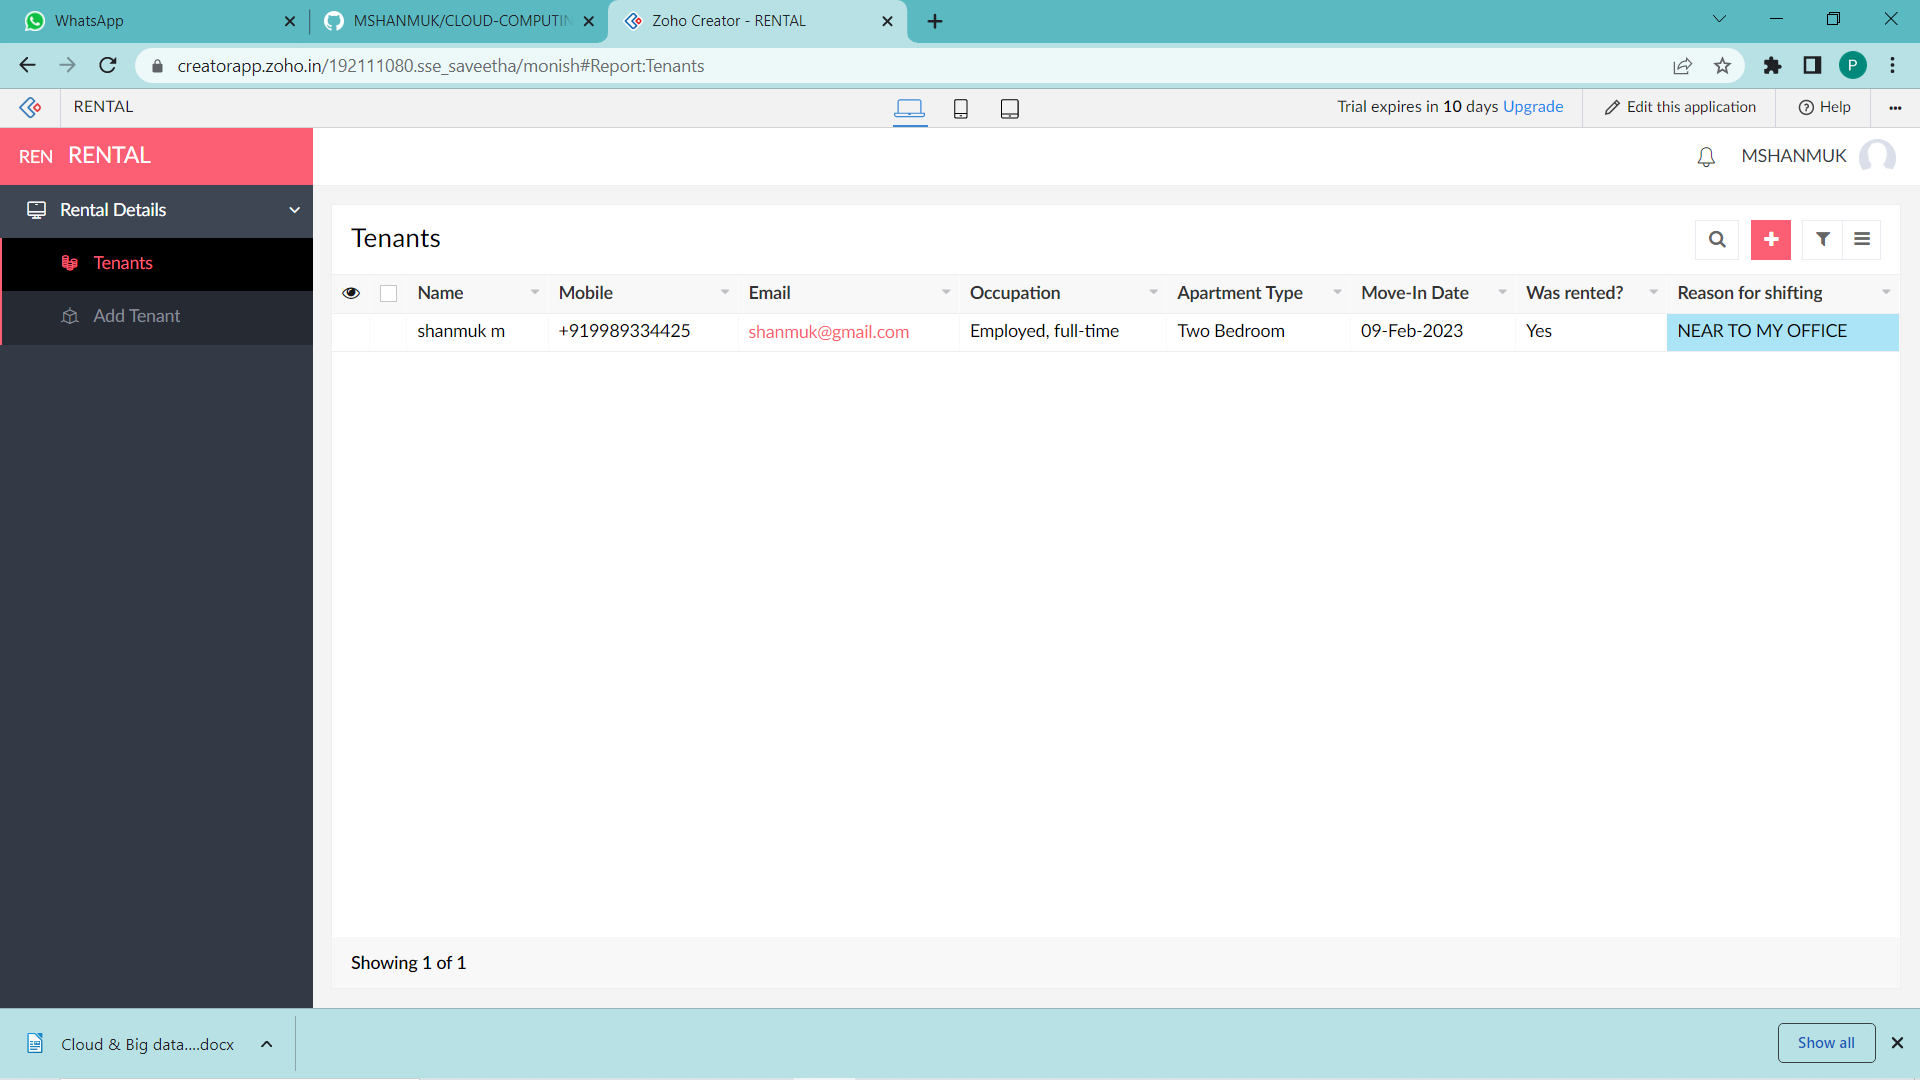 WhatsApp
MSHANMUK/CLOUD-COMPUTIN
Zoho Creator - RENTAL
creatorapp.zoho.in/192111080.sse_saveetha/monish#Report:Tenants
P
RENTAL
Trial expires in 10 days Upgrade
Edit this application
Help
REN RENTAL
MSHANMUK
Rental Details
Tenants
Add Tenant
Tenants
Name Mobile Email Occupation Apartment Type Move-In Date Was rented? Reason for shifting
shanmuk m +919989334425 shanmuk@gmail.com Employed, full-time Two Bedroom 09-Feb-2023 Yes NEAR TO MY OFFICE
Showing 1 of 1
Cloud & Big data....docx
Show all